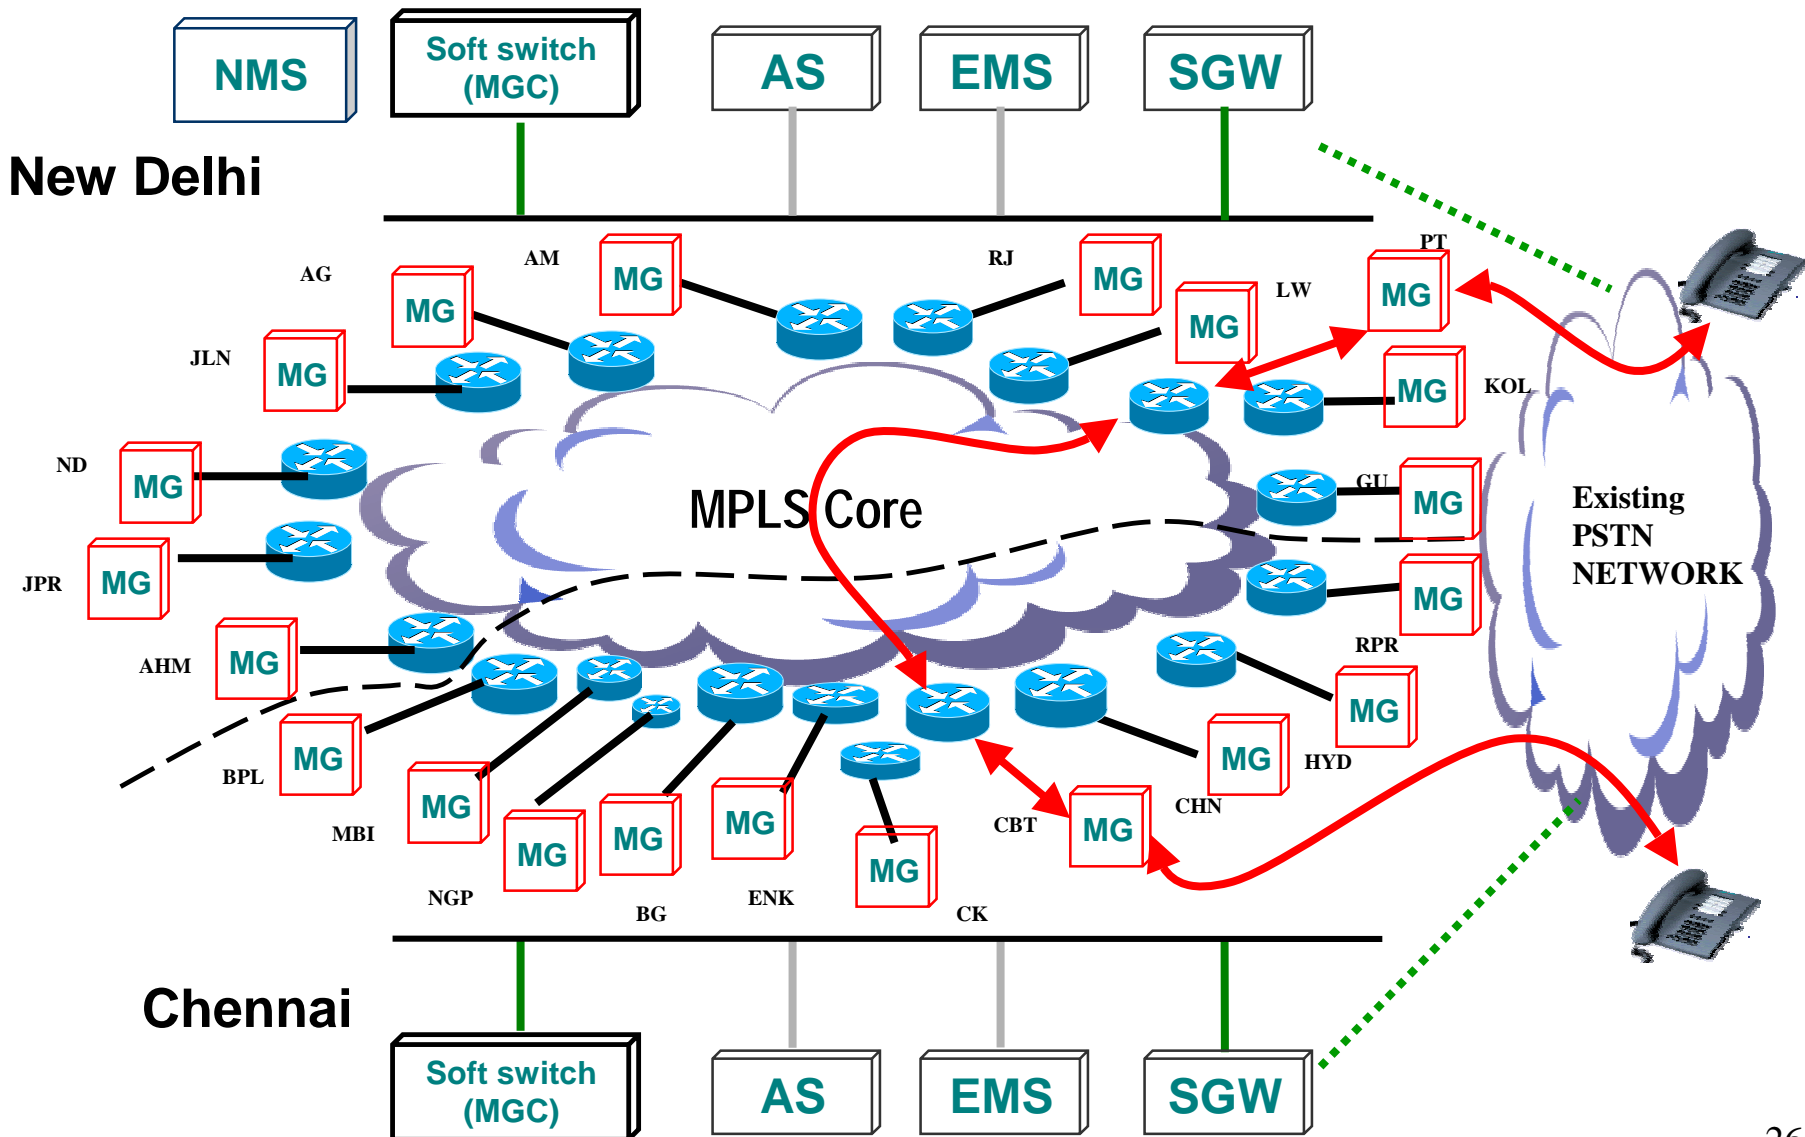 NMS
Soft switch
(MGC)
AS
EMS
SGW
New Delhi
AM
MG
RJ
MG
PT
MG
AG
MG
LW
MG
JLN
MG
MG
KOL
ND
MG
MPLS Core
GU
MG
Existing
PSTN
NETWORK
JPR
MG
MG
RPR
AHM
MG
MG
HYD
BPL
MG
MG
CHN
MBI
MG
MG
NGP
MG
BG
MG
ENK
MG
CK
CBT
MG
Chennai
Soft switch
(MGC)
AS
EMS
SGW
26